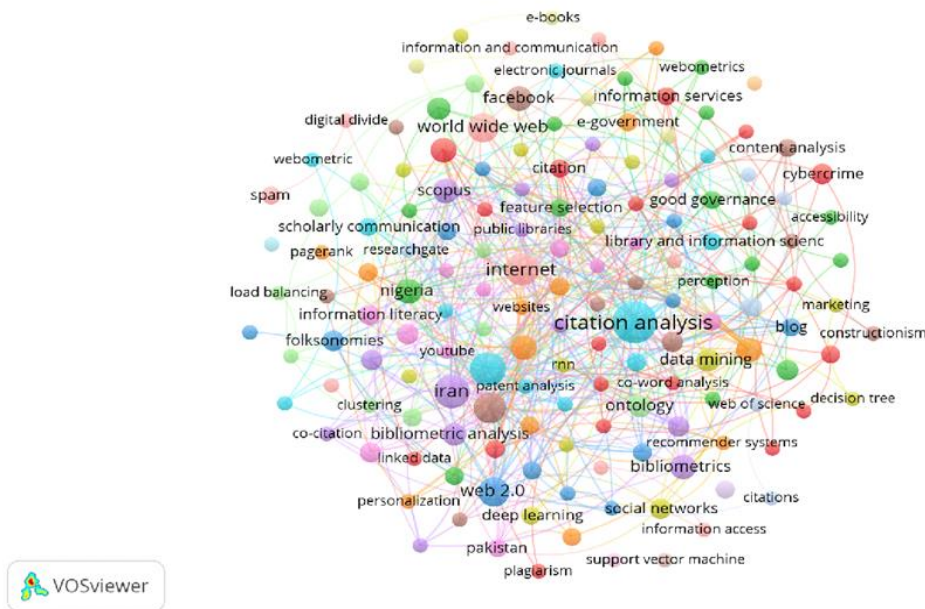 e-books
information and communication
electronic journals
webometrics
facebook
information services
digital divide
world wide web
e-government
content analysis
webometric
citation
cybercrime
spam
scopus
feature selection
good governance
accessibility
scholarly communication
public libraries
library and information scienc
pagerank
researchgate
internet
perception
load balancing
nigeria
websites
marketing
information literacy
citation analysis
blog
constructionism
folksonomies
youtube
rnn
data mining
iran
patent analysis
co-word analysis
web of science
decision tree
clustering
ontology
co-citation
bibliometric analysis
recommender systems
linked data
bibliometrics
personalization
web 2.0
citations
deep learning
social networks
information access
pakistan
support vector machine
plagiarism
VOSviewer